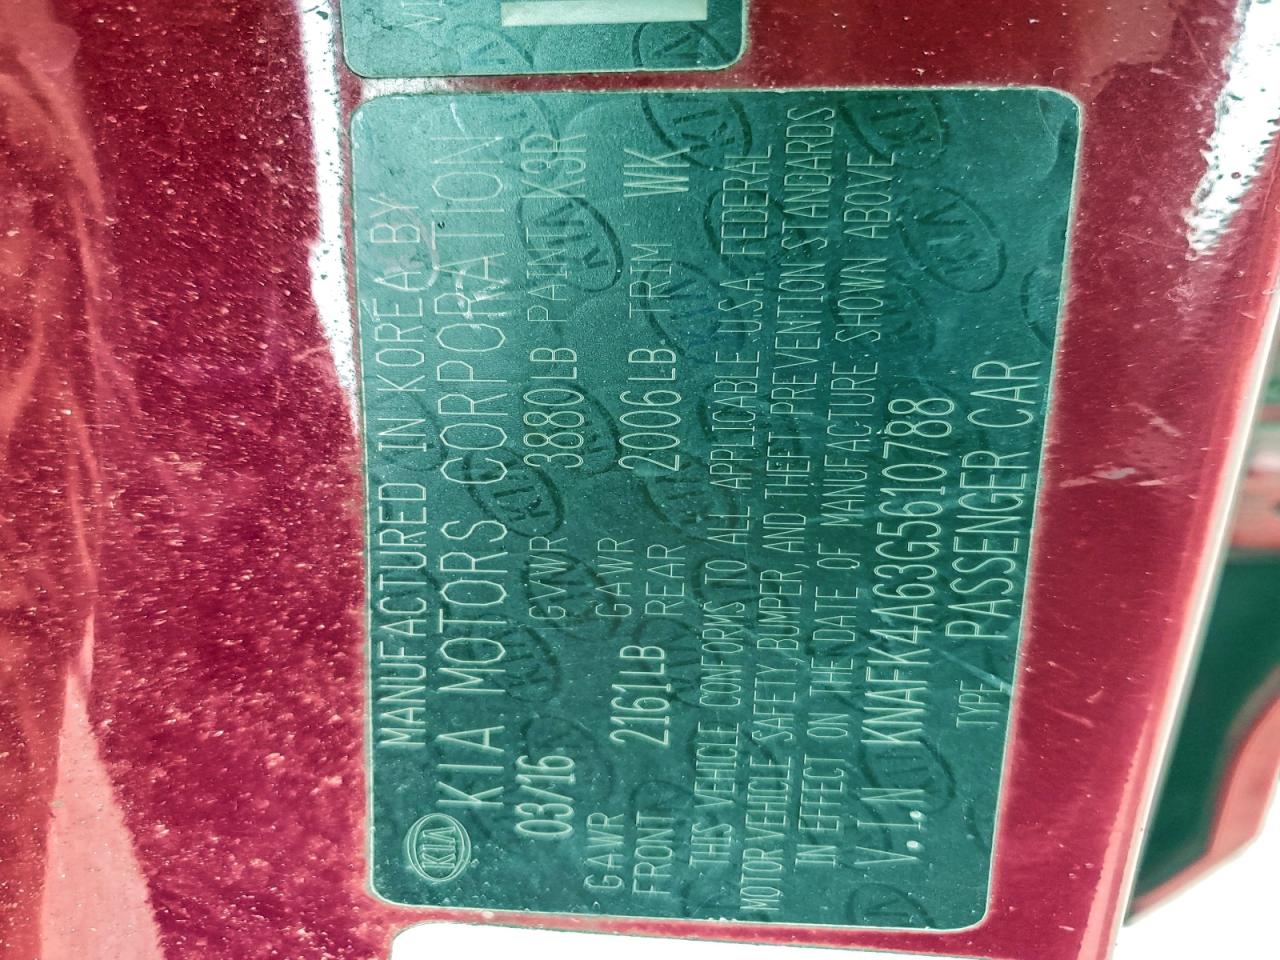 KIA MANUFACTURED IN KOREA BY
KIA MOTORS CORPORATION
03/16 GVWR 3880LB PAINT X3R
GAWR FRONT 2161LB GAWR REAR 2006LB TRIM WK
THIS VEHICLE CONFORMS TO ALL APPLICABLE U.S.A. FEDERAL
MOTOR VEHICLE SAFETY, BUMPER, AND THEFT PREVENTION STANDARDS
IN EFFECT ON THE DATE OF MANUFACTURE SHOWN ABOVE
V.I.N KNAFK4A63G5610788
TYPE PASSENGER CAR